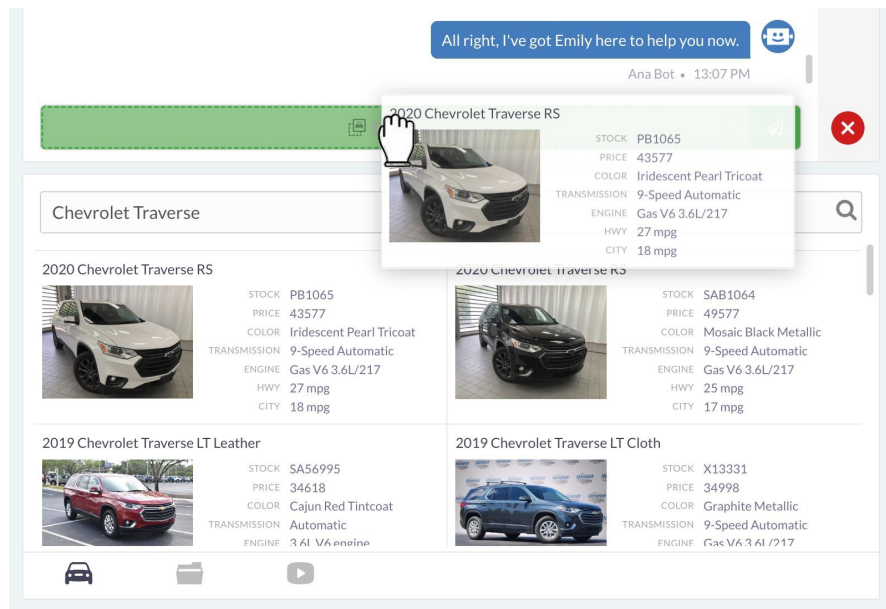 All right, I've got Emily here to help you now.
Ana Bot • 13:07 PM
2020 Chevrolet Traverse RS
STOCK PB1065
PRICE 43577
COLOR Iridescent Pearl Tricoat
TRANSMISSION 9-Speed Automatic
ENGINE Gas V6 3.6L/217
HWY 27 mpg
CITY 18 mpg
Chevrolet Traverse
2020 Chevrolet Traverse RS
STOCK PB1065
PRICE 43577
COLOR Iridescent Pearl Tricoat
TRANSMISSION 9-Speed Automatic
ENGINE Gas V6 3.6L/217
HWY 27 mpg
CITY 18 mpg
2020 Chevrolet Traverse RS
STOCK SAB1064
PRICE 49577
COLOR Mosaic Black Metallic
TRANSMISSION 9-Speed Automatic
ENGINE Gas V6 3.6L/217
HWY 25 mpg
CITY 17 mpg
2019 Chevrolet Traverse LT Leather
STOCK SA56995
PRICE 34618
COLOR Cajun Red Tintcoat
TRANSMISSION Automatic
ENGINE 3.6L V6 engine
2019 Chevrolet Traverse LT Cloth
STOCK X13331
PRICE 34998
COLOR Graphite Metallic
TRANSMISSION 9-Speed Automatic
ENGINE Gas V6 3.6L/217